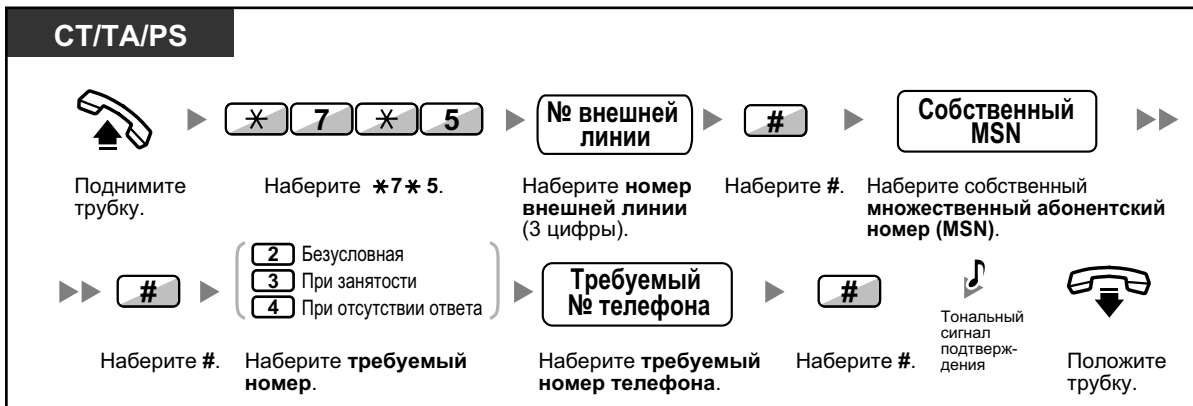 CT/TA/PS
* 7 * 5
№ внешней
линии
#
Собственный
MSN
Поднимите
трубку.
Наберите *7* 5.
Наберите номер
внешней линии
(3 цифры).
Наберите #.
Наберите собственный
множественный абонентский
номер (MSN).
#
2 Безусловная
3 При занятости
4 При отсутствии ответа
Требуемый
№ телефона
#
Наберите #.
Наберите требуемый
номер.
Наберите требуемый
номер телефона.
Наберите #.
Тональный
сигнал
подтверж-
дения
Положите
трубку.